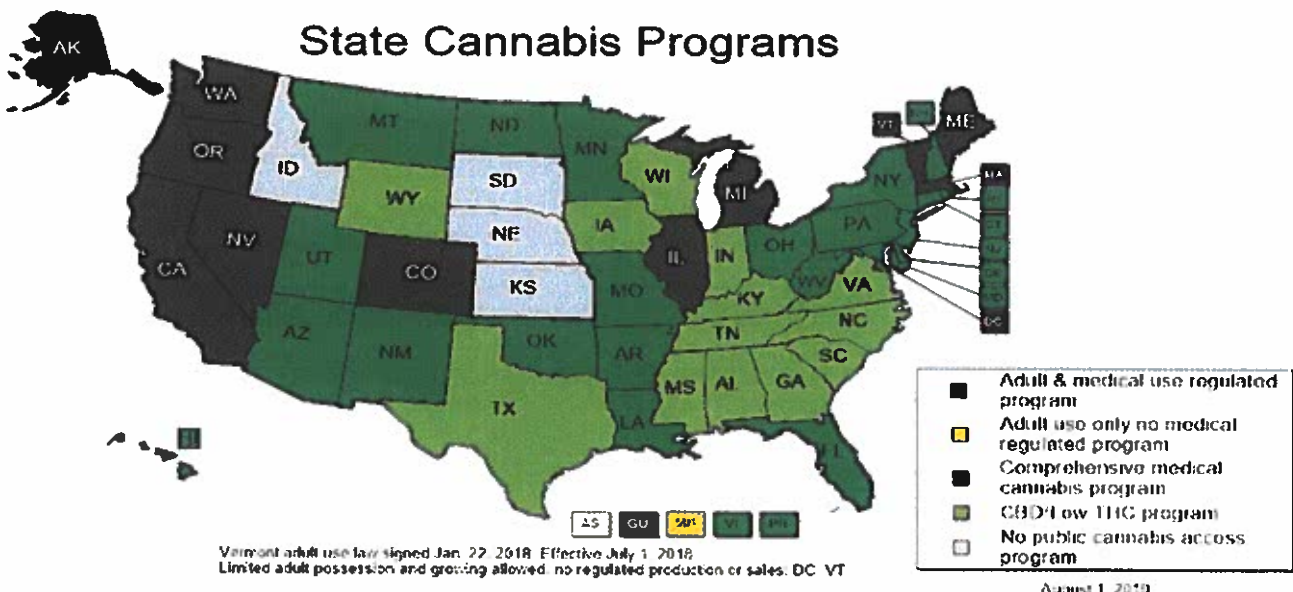 State Cannabis Programs
AK
WA
MT
ND
MN
VT
ME
OR
ID
SD
WI
MI
NY
MA
WY
IA
PA
NV
NE
IL
IN
OH
UT
CO
KS
MO
WV
VA
CA
KY
NC
TN
AZ
NM
OK
AR
SC
MS
AL
GA
TX
LA
FL
DC
AS
GU
PR
Adult & medical use regulated
program
Adult use only no medical
regulated program
Comprehensive medical
cannabis program
CBD/Low THC program
No public cannabis access
program
Vermont adult use law signed Jan. 22, 2018. Effective July 1, 2018
Limited adult possession and growing allowed, no regulated production or sales: DC, VT